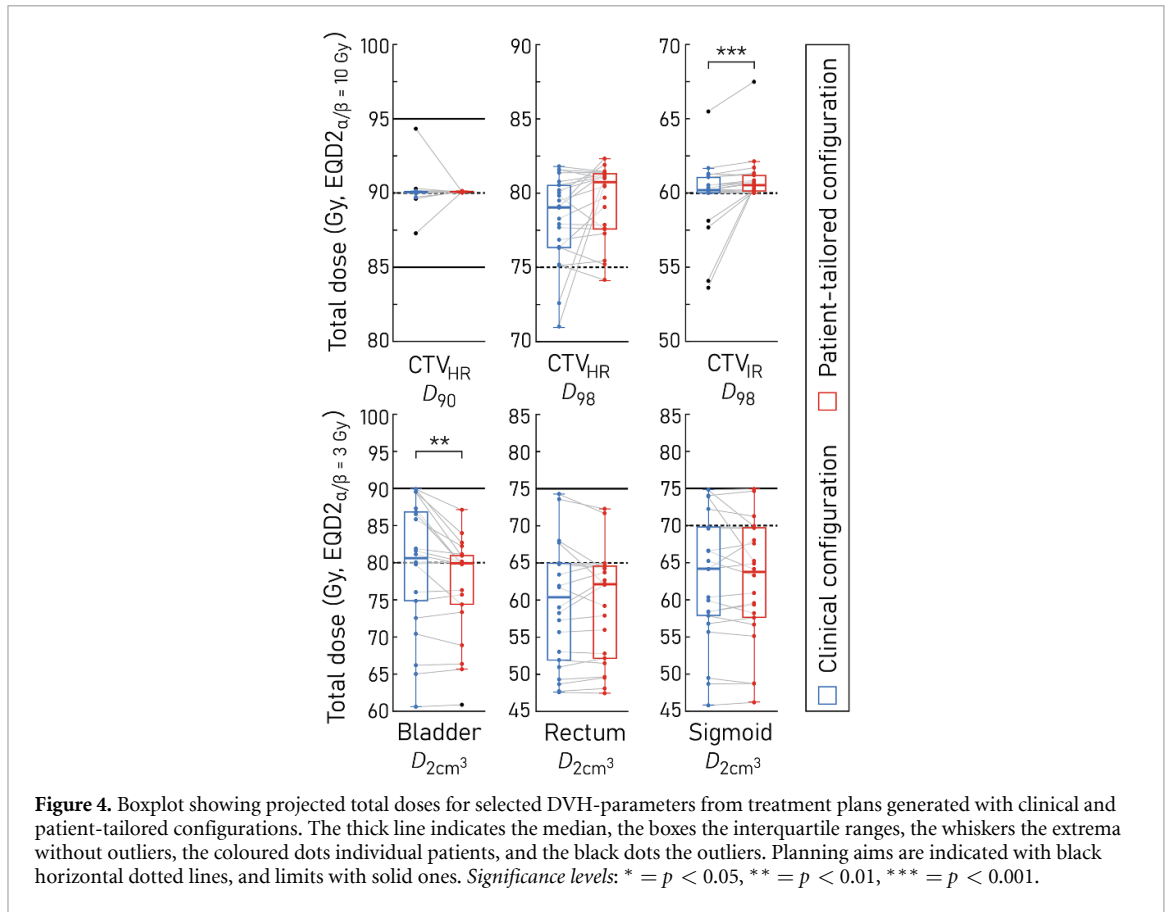 Total dose (Gy, EQD2α/β = 10 Gy)
100
95
90
85
80
CTVHR
D90
90
85
80
75
70
CTVHR
D98
70
65
60
55
50
***
CTVIR
D98
Total dose (Gy, EQD2α/β = 3 Gy)
100
95
90
85
80
75
70
65
60
**
Bladder
D2cm³
85
80
75
70
65
60
55
50
45
Rectum
D2cm³
85
80
75
70
65
60
55
50
45
Sigmoid
D2cm³
Clinical configuration
Patient-tailored configuration
Figure 4. Boxplot showing projected total doses for selected DVH-parameters from treatment plans generated with clinical and
patient-tailored configurations. The thick line indicates the median, the boxes the interquartile ranges, the whiskers the extrema
without outliers, the coloured dots individual patients, and the black dots the outliers. Planning aims are indicated with black
horizontal dotted lines, and limits with solid ones. Significance levels: * = p < 0.05, ** = p < 0.01, *** = p < 0.001.